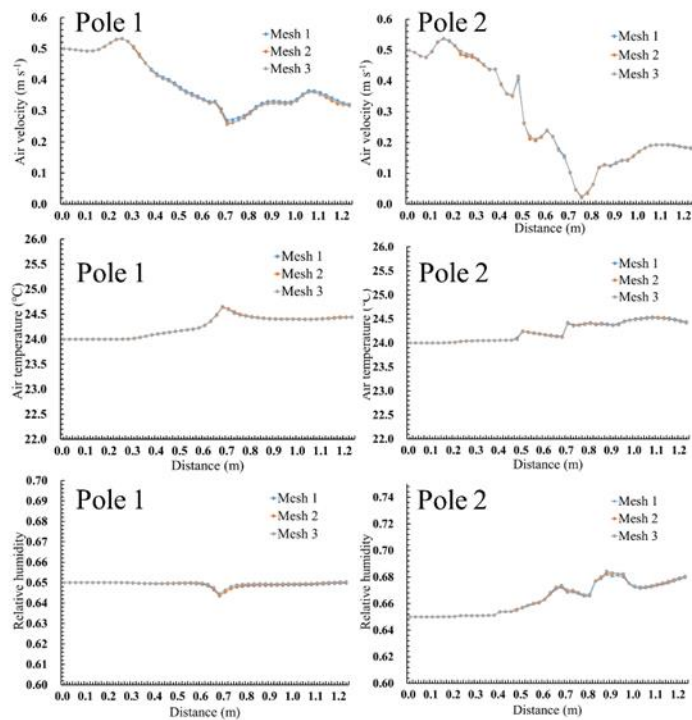 Pole 1
Mesh 1
Mesh 2
Mesh 3
Air velocity (m s⁻¹)
0.6
0.5
0.4
0.3
0.2
0.1
0.0
0.0 0.1 0.2 0.3 0.4 0.5 0.6 0.7 0.8 0.9 1.0 1.1 1.2
Pole 2
Mesh 1
Mesh 2
Mesh 3
Air velocity (m s⁻¹)
0.6
0.5
0.4
0.3
0.2
0.1
0.0
0.0 0.1 0.2 0.3 0.4 0.5 0.6 0.7 0.8 0.9 1.0 1.1 1.2
Distance (m)
Pole 1
Mesh 1
Mesh 2
Mesh 3
Air temperature (°C)
26.0
25.5
25.0
24.5
24.0
23.5
23.0
22.5
22.0
0.0 0.1 0.2 0.3 0.4 0.5 0.6 0.7 0.8 0.9 1.0 1.1 1.2
Distance (m)
Pole 2
Mesh 1
Mesh 2
Mesh 3
Air temperature (°C)
26.0
25.5
25.0
24.5
24.0
23.5
23.0
22.5
22.0
0.0 0.1 0.2 0.3 0.4 0.5 0.6 0.7 0.8 0.9 1.0 1.1 1.2
Distance (m)
Pole 1
Mesh 1
Mesh 2
Mesh 3
Relative humidity
0.70
0.69
0.68
0.67
0.66
0.65
0.64
0.63
0.62
0.61
0.60
0.0 0.1 0.2 0.3 0.4 0.5 0.6 0.7 0.8 0.9 1.0 1.1 1.2
Distance (m)
Pole 2
Mesh 1
Mesh 2
Mesh 3
Relative humidity
0.74
0.72
0.70
0.68
0.66
0.64
0.62
0.60
0.0 0.1 0.2 0.3 0.4 0.5 0.6 0.7 0.8 0.9 1.0 1.1 1.2
Distance (m)